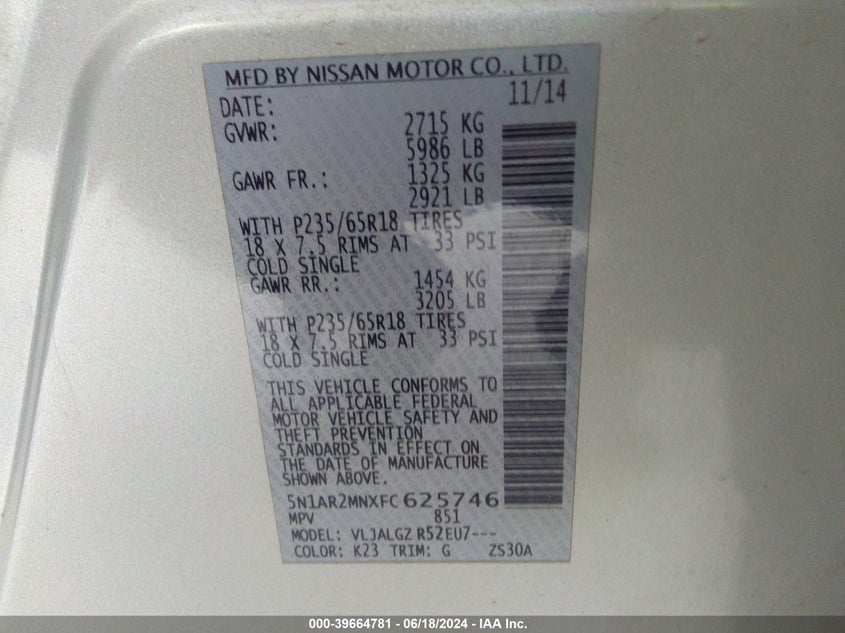 MFD BY NISSAN MOTOR CO., LTD.
DATE: 11/14
GVWR: 2715 KG
5986 LB
GAWR FR.: 1325 KG
2921 LB
WITH P235/65R18 TIRES
18 X 7.5 RIMS AT 33 PSI
COLD SINGLE
GAWR RR.: 1454 KG
3205 LB
WITH P235/65R18 TIRES
18 X 7.5 RIMS AT 33 PSI
COLD SINGLE
THIS VEHICLE CONFORMS TO
ALL APPLICABLE FEDERAL
MOTOR VEHICLE SAFETY AND
THEFT PREVENTION
STANDARDS IN EFFECT ON
THE DATE OF MANUFACTURE
SHOWN ABOVE.
5N1AR2MNXFC625746
MPV 851
MODEL: VLJALGZ R52EU7---
COLOR: K23 TRIM: G ZS30A
000-39664781 - 06/18/2024 - IAA Inc.